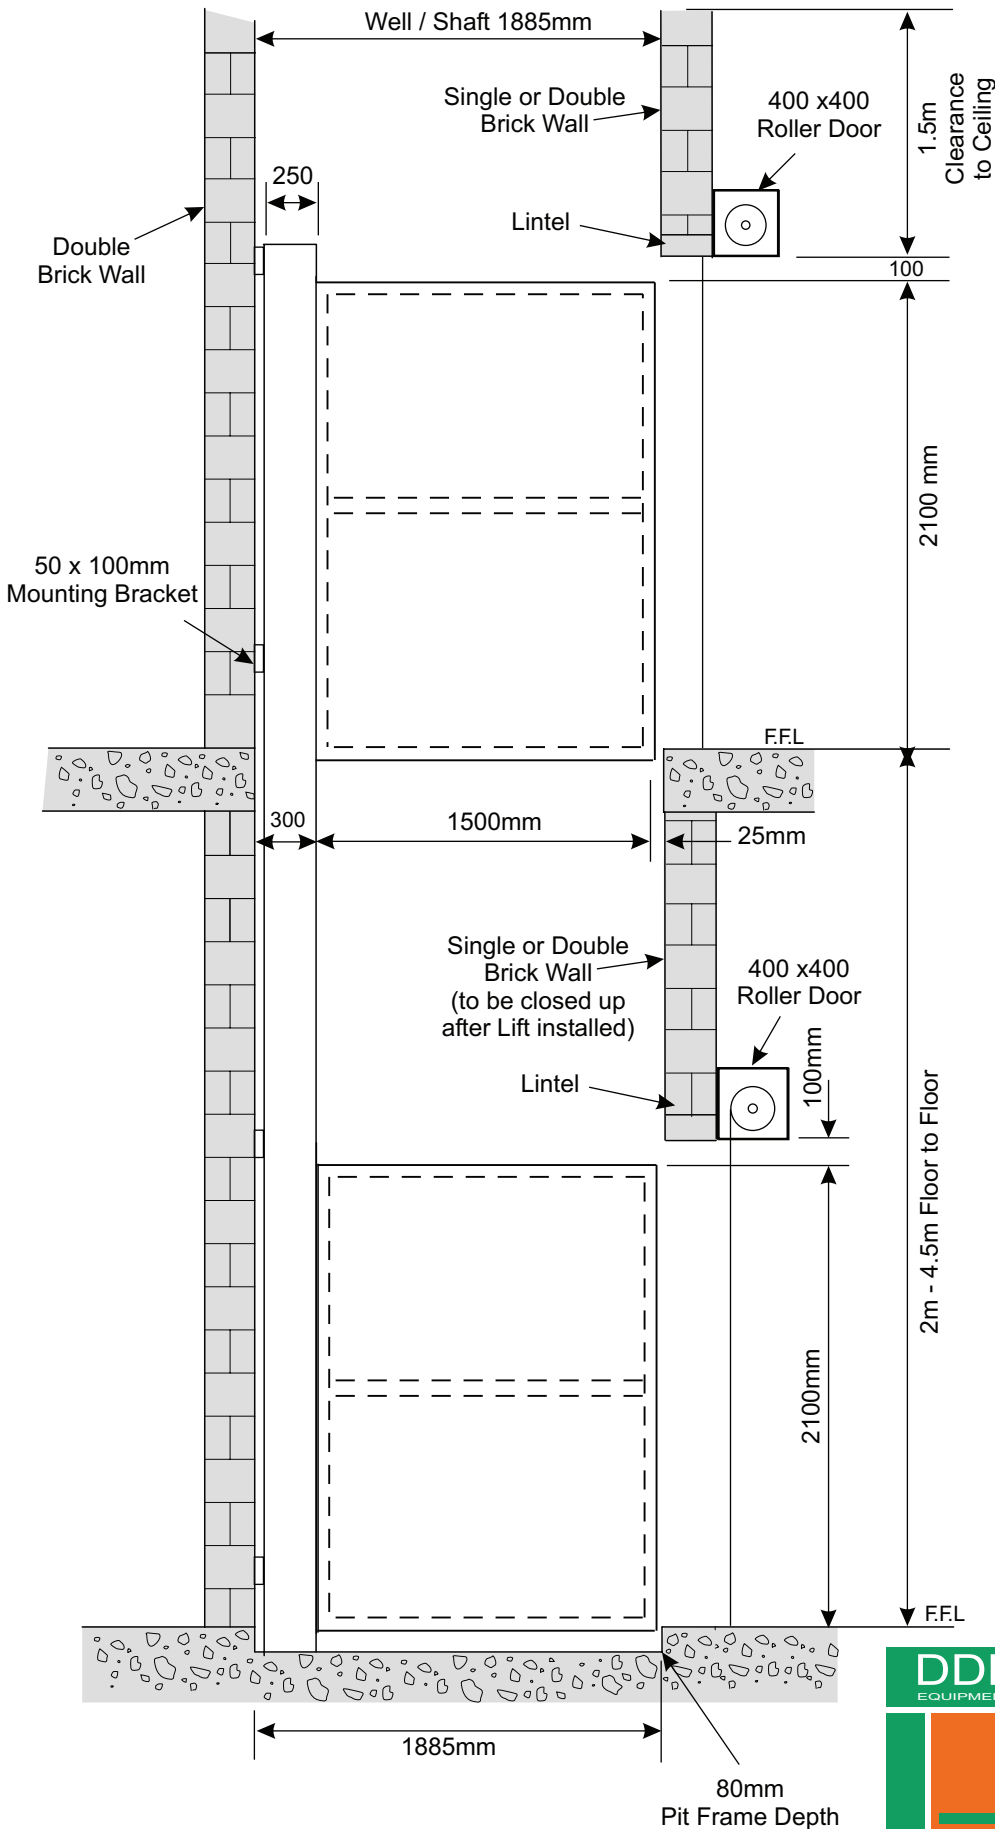 Well / Shaft 1885mm
Single or Double
Brick Wall
400 x400
Roller Door
1.5m
Clearance
to Ceiling
250
Lintel
Double
Brick Wall
100
2100 mm
50 x 100mm
Mounting Bracket
F.F.L
300
1500mm
25mm
Single or Double
Brick Wall
(to be closed up
after Lift installed)
400 x400
Roller Door
100mm
Lintel
2m - 4.5m Floor to Floor
2100mm
F.F.L
1885mm
80mm
Pit Frame Depth